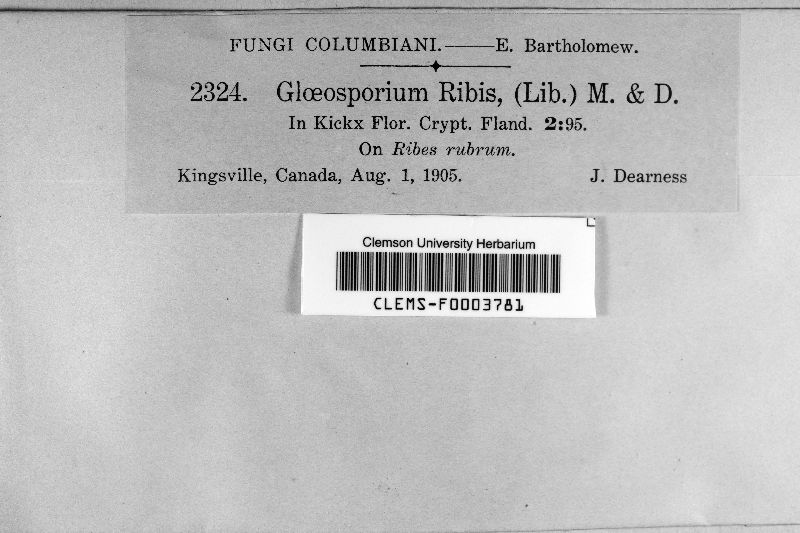 FUNGI COLUMBIANI.——E. Bartholomew.
2324. Glœosporium Ribis, (Lib.) M. & D.
In Kickx Flor. Crypt. Fland. 2:95.
On Ribes rubrum.
Kingsville, Canada, Aug. 1, 1905. J. Dearness
Clemson University Herbarium
CLEMS-F0003781